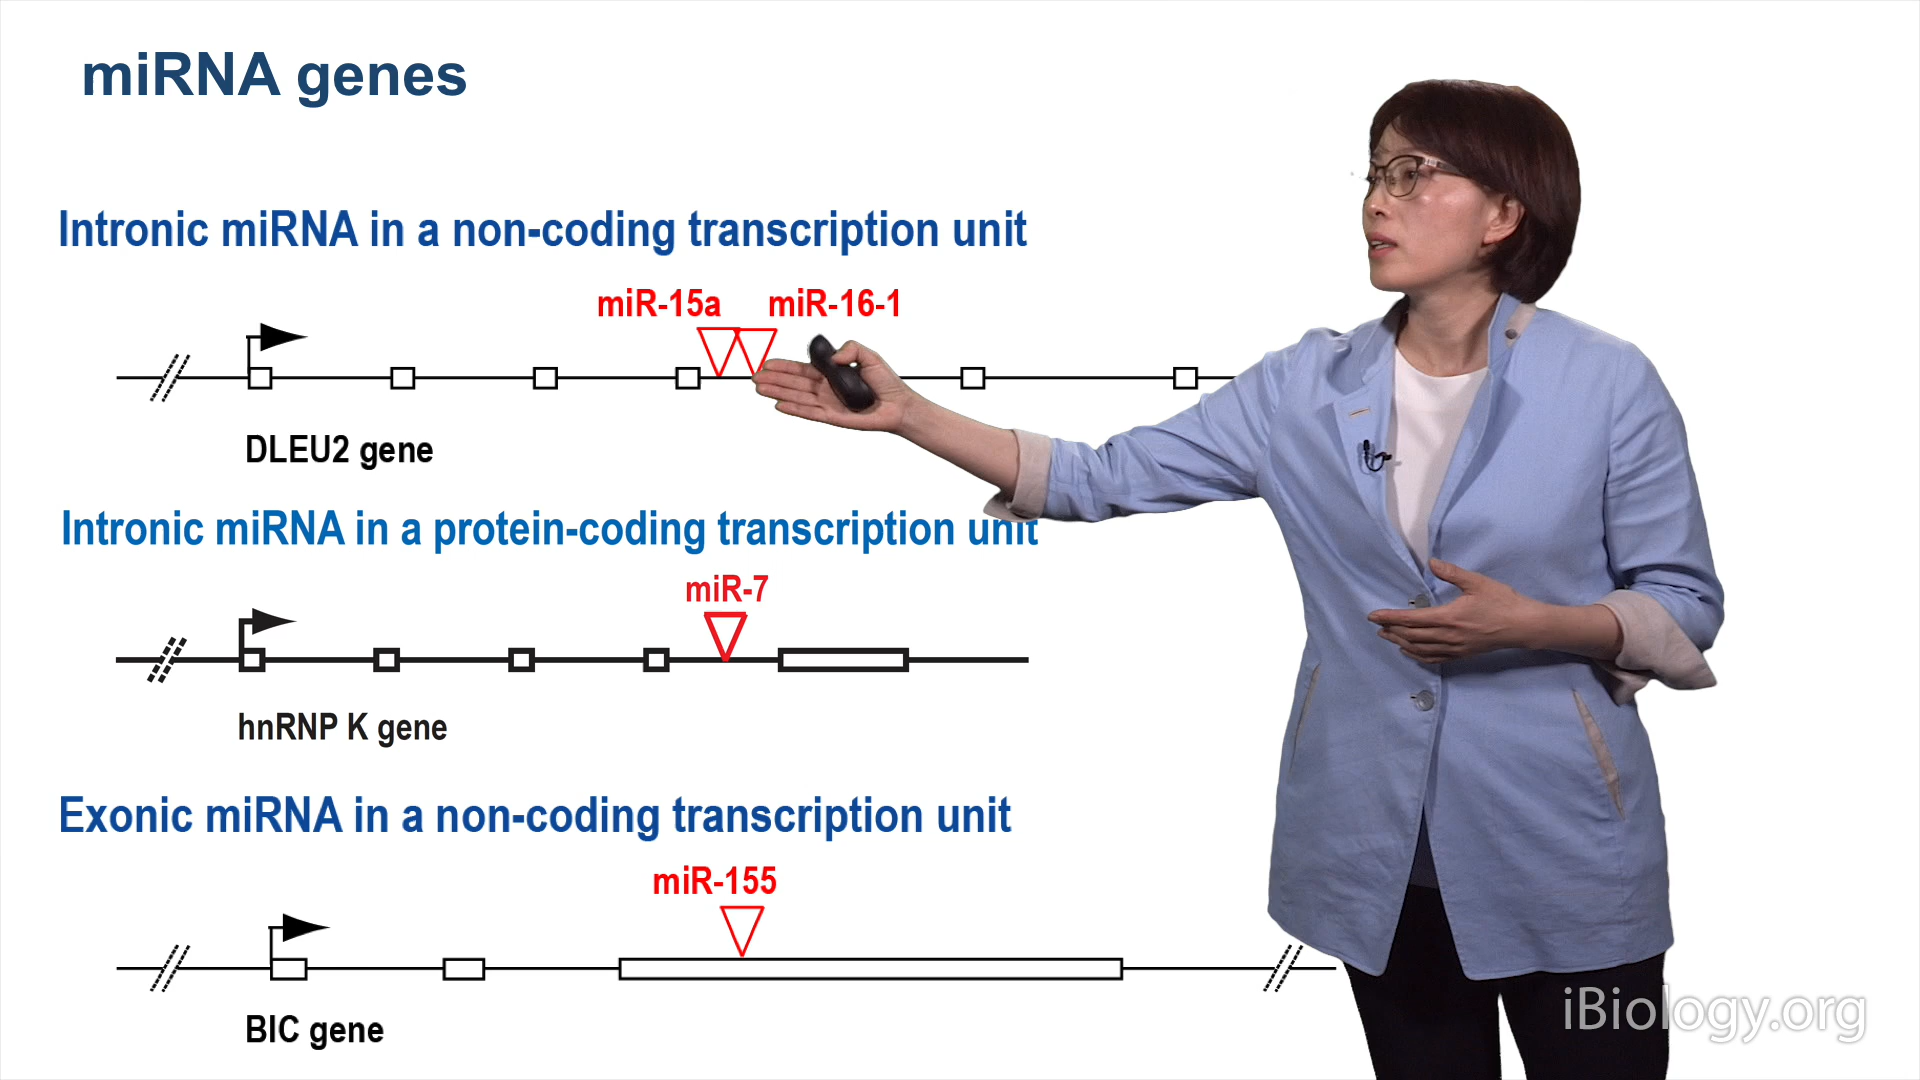 miRNA genes
Intronic miRNA in a non-coding transcription unit
miR-15a miR-16-1
DLEU2 gene
Intronic miRNA in a protein-coding transcription unit
miR-7
hnRNP K gene
Exonic miRNA in a non-coding transcription unit
miR-155
BIC gene
iBiology.org